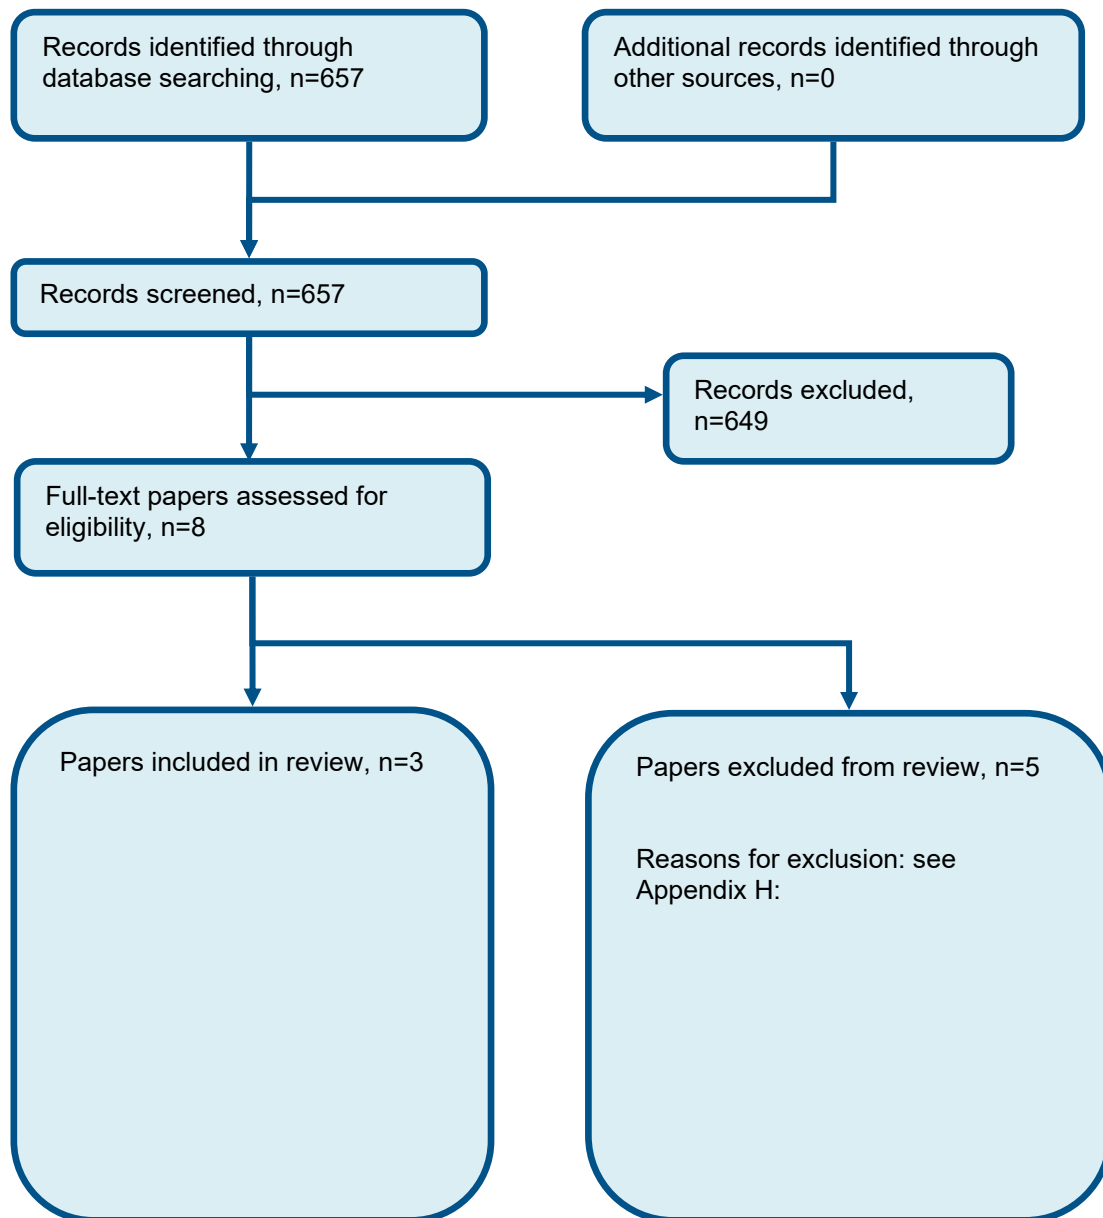 Records identified through
database searching, n=657
Additional records identified through
other sources, n=0
Records screened, n=657
Records excluded,
n=649
Full-text papers assessed for
eligibility, n=8
Papers included in review, n=3
Papers excluded from review, n=5
Reasons for exclusion: see
Appendix H: